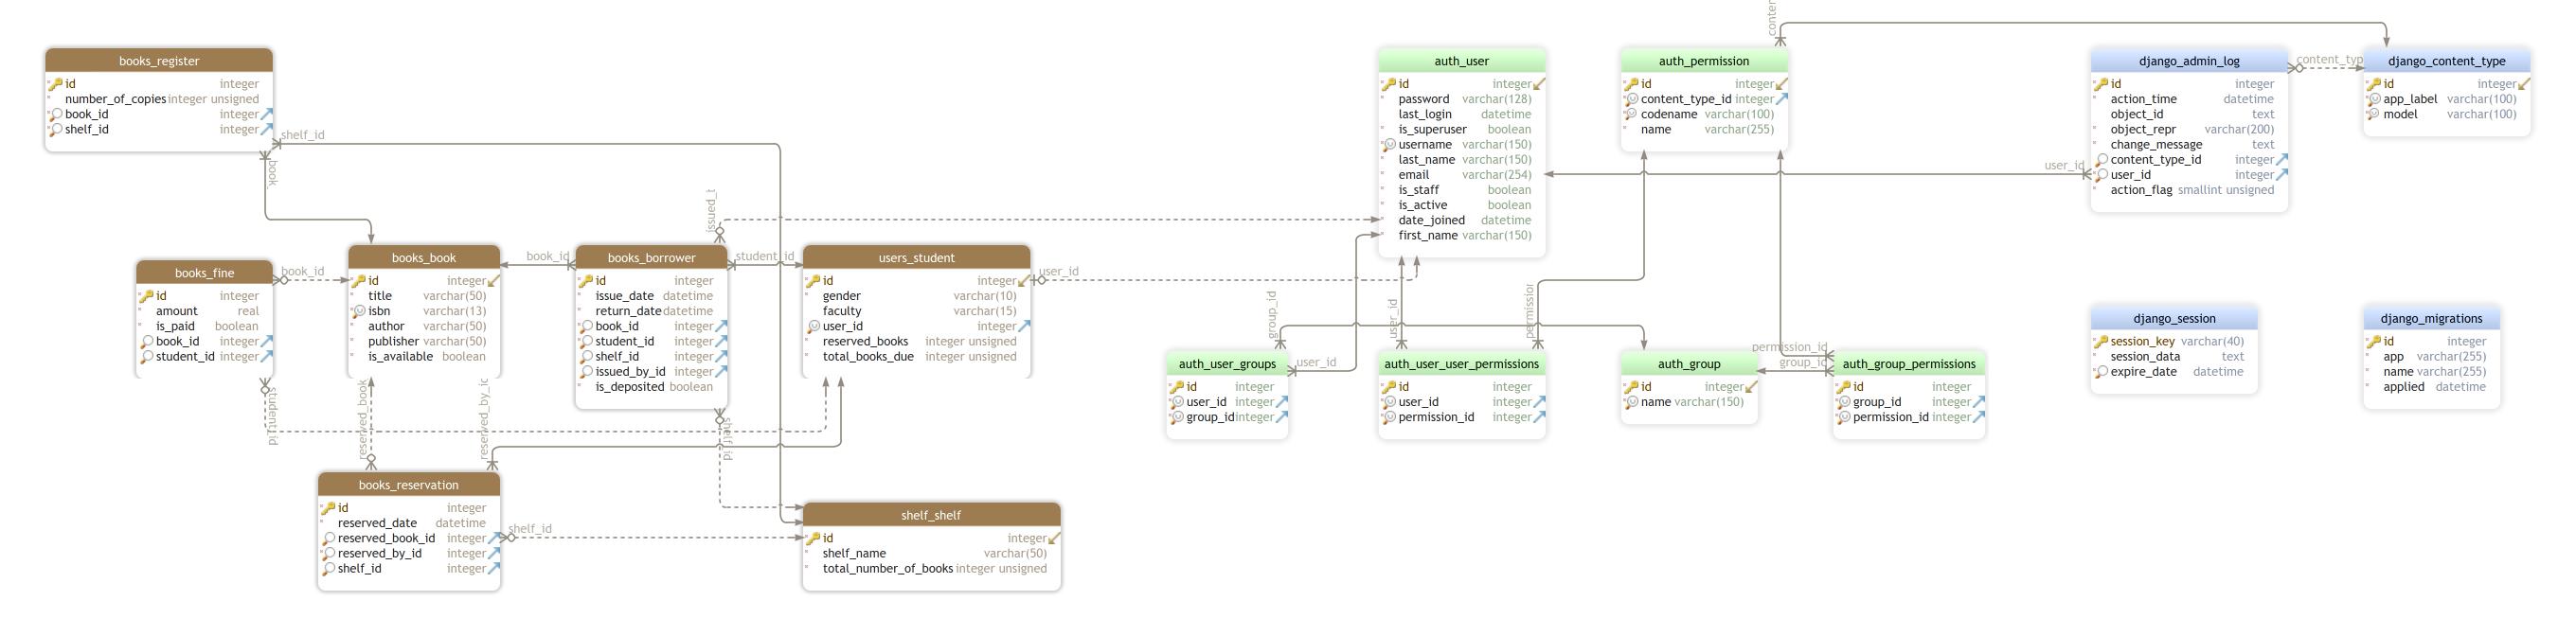 books_register
id integer
number_of_copies integer unsigned
book_id integer
shelf_id integer
shelf_id
book_
books_fine
id integer
amount real
is_paid boolean
book_id integer
student_id integer
book_id
student_id
books_book
id integer
title varchar(50)
isbn varchar(13)
author varchar(50)
publisher varchar(50)
is_available boolean
book_id
books_borrower
id integer
issue_date datetime
return_date datetime
book_id integer
student_id integer
shelf_id integer
issued_by_id integer
is_deposited boolean
issued_t
student_id
shelf_id
users_student
id integer
gender varchar(10)
faculty varchar(15)
user_id integer
reserved_books integer unsigned
total_books_due integer unsigned
user_id
reserved_book
reserved_by_ic
books_reservation
id integer
reserved_date datetime
reserved_book_id integer
reserved_by_id integer
shelf_id integer
shelf_id
shelf_shelf
id integer
shelf_name varchar(50)
total_number_of_books integer unsigned
auth_user
id integer
password varchar(128)
last_login datetime
is_superuser boolean
username varchar(150)
last_name varchar(150)
email varchar(254)
is_staff boolean
is_active boolean
date_joined datetime
first_name varchar(150)
auth_permission
id integer
content_type_id integer
codename varchar(100)
name varchar(255)
conter
django_admin_log
id integer
action_time datetime
object_id text
object_repr varchar(200)
change_message text
content_type_id integer
user_id integer
action_flag smallint unsigned
user_id
content_typ
django_content_type
id integer
app_label varchar(100)
model varchar(100)
group_id
auth_user_groups
id integer
user_id integer
group_id integer
user_id
user_id
permission
auth_user_user_permissions
id integer
user_id integer
permission_id integer
auth_group
id integer
name varchar(150)
permission_id
group_id
auth_group_permissions
id integer
group_id integer
permission_id integer
django_session
session_key varchar(40)
session_data text
expire_date datetime
django_migrations
id integer
app varchar(255)
name varchar(255)
applied datetime